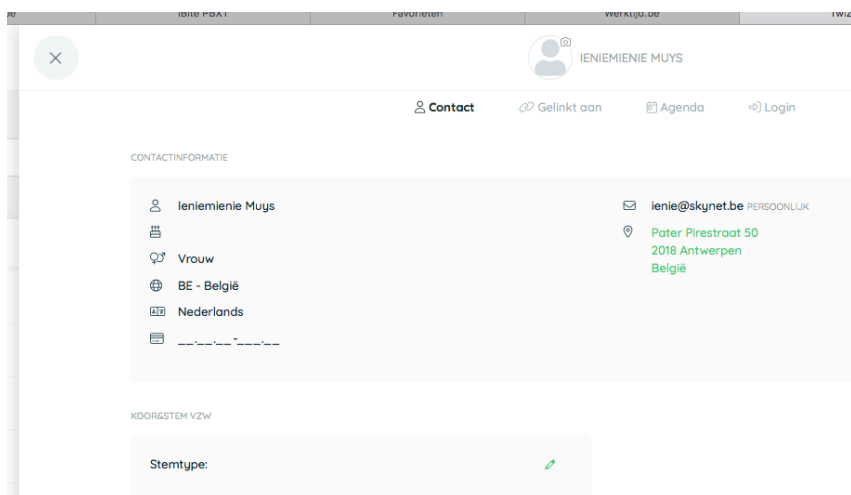 IBite PBX1
Favorieten
Werktijd.be
IENIEMIENIE MUYS
Contact
Gelinkt aan
Agenda
Login
CONTACTINFORMATIE
Ieniemienie Muys
Vrouw
BE - België
Nederlands
__.__.__-___.__
ienie@skynet.be PERSOONLIJK
Pater Pirestraat 50
2018 Antwerpen
België
KOOR&STEM VZW
Stemtype: